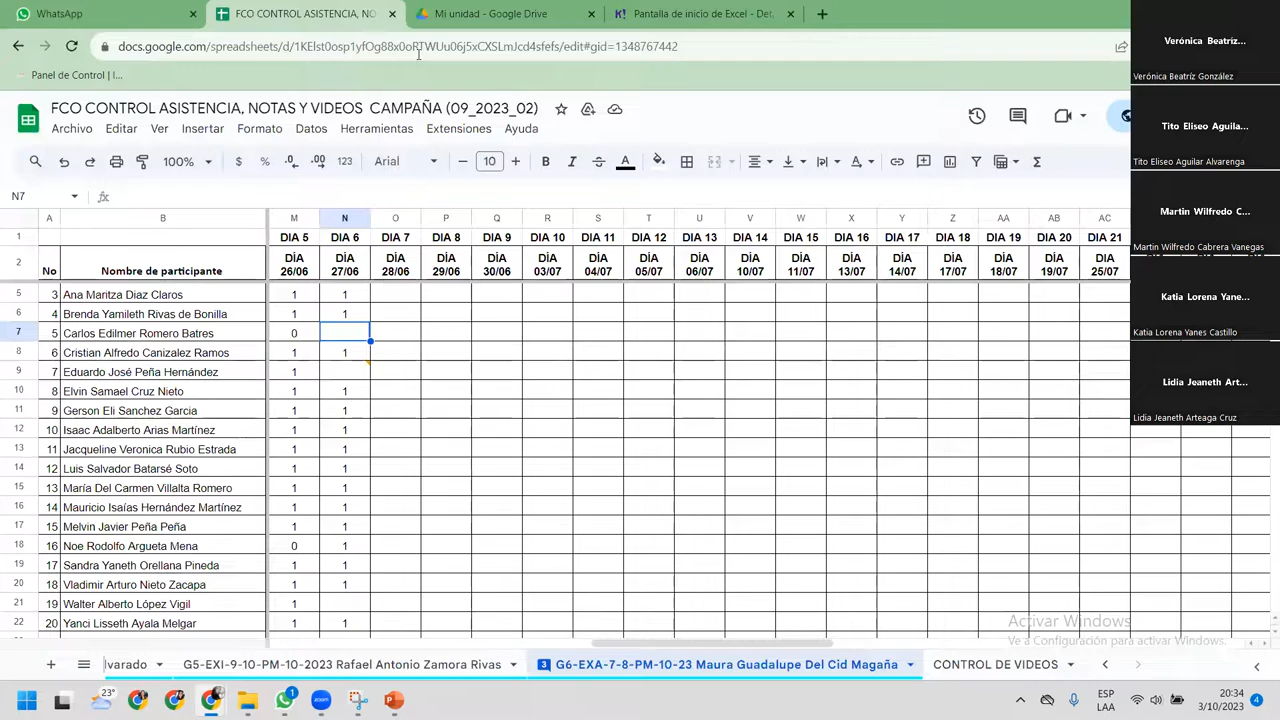 WhatsApp
FCO CONTROL ASISTENCIA, NO
Mi unidad - Google Drive
Pantalla de inicio de Excel - Det
docs.google.com/spreadsheets/d/1KElst0osp1yfOg88x0oRTWUu06j5xCXSLmJcd4sfefs/edit#gid=1348767442
Panel de Control | I...
FCO CONTROL ASISTENCIA, NOTAS Y VIDEOS CAMPAÑA (09_2023_02)
Archivo Editar Ver Insertar Formato Datos Herramientas Extensiones Ayuda
100% $ % .0 .00 123 Arial 10 B I S A
N7 fx
A B M N O P Q R S T U V W X Y Z AA AB AC
1 DIA 5 DIA 6 DIA 7 DIA 8 DIA 9 DIA 10 DIA 11 DIA 12 DIA 13 DIA 14 DIA 15 DIA 16 DIA 17 DIA 18 DIA 19 DIA 20 DIA 21
2 No Nombre de participante DÍA 26/06 DÍA 27/06 DÍA 28/06 DÍA 29/06 DÍA 30/06 DÍA 03/07 DÍA 04/07 DÍA 05/07 DÍA 06/07 DÍA 10/07 DÍA 11/07 DÍA 13/07 DÍA 14/07 DÍA 17/07 DÍA 18/07 DÍA 19/07 DÍA 25/07
5 3 Ana Maritza Diaz Claros 1 1
6 4 Brenda Yamileth Rivas de Bonilla 1 1
7 5 Carlos Edilmer Romero Batres 0
8 6 Cristian Alfredo Canizalez Ramos 1 1
9 7 Eduardo José Peña Hernández 1
10 8 Elvin Samael Cruz Nieto 1 1
11 9 Gerson Eli Sanchez Garcia 1 1
12 10 Isaac Adalberto Arias Martínez 1 1
13 11 Jacqueline Veronica Rubio Estrada 1 1
14 12 Luis Salvador Batarsé Soto 1 1
15 13 María Del Carmen Villalta Romero 1 1
16 14 Mauricio Isaías Hernández Martínez 1 1
17 15 Melvin Javier Peña Peña 1 1
18 16 Noe Rodolfo Argueta Mena 0 1
19 17 Sandra Yaneth Orellana Pineda 1 1
20 18 Vladimir Arturo Nieto Zacapa 1 1
21 19 Walter Alberto López Vigil 1
22 20 Yanci Lisseth Ayala Melgar 1 1
Verónica Beatríz...
Verónica Beatríz González
Tito Eliseo Aguila...
Tito Eliseo Aguilar Alvarenga
Martin Wilfredo C...
Martin Wilfredo Cabrera Vanegas
Katia Lorena Yane...
Katia Lorena Yanes Castillo
Lidia Jeaneth Art...
Lidia Jeaneth Arteaga Cruz
Activar Windows
Ve a Configuración para activar Windows.
lvarado G5-EXI-9-10-PM-10-2023 Rafael Antonio Zamora Rivas 3 G6-EXA-7-8-PM-10-23 Maura Guadalupe Del Cid Magaña CONTROL DE VIDEOS
23° 1 zoom ESP LAA 20:34 3/10/2023 4